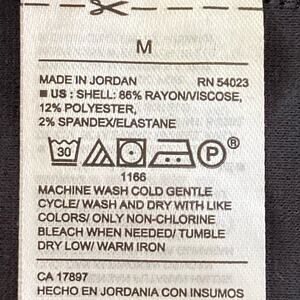 M
MADE IN JORDAN RN 54023
■ US : SHELL: 86% RAYON/VISCOSE,
12% POLYESTER,
2% SPANDEX/ELASTANE
30 P ®
1166
MACHINE WASH COLD GENTLE
CYCLE/ WASH AND DRY WITH LIKE
COLORS/ ONLY NON-CHLORINE
BLEACH WHEN NEEDED/ TUMBLE
DRY LOW/ WARM IRON
CA 17897
HECHO EN JORDANIA CON INSUMOS